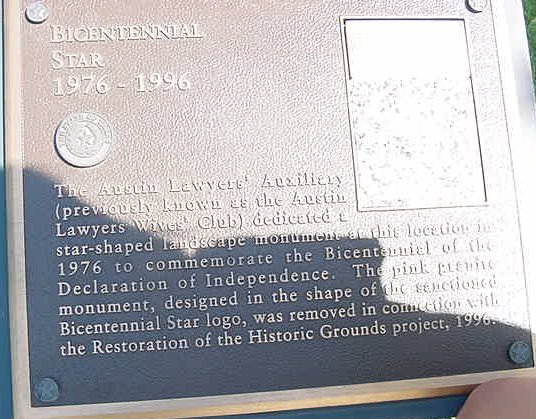 BICENTENNIAL
STAR
1976 - 1996
The Austin Lawyers' Auxiliary
(previously known as the Austin
Lawyers Wives' Club) dedicated a
star-shaped landscape monument at this location in
1976 to commemorate the Bicentennial of the
Declaration of Independence. The pink granite
monument, designed in the shape of the sanctioned
Bicentennial Star logo, was removed in connection with
the Restoration of the Historic Grounds project, 1996.